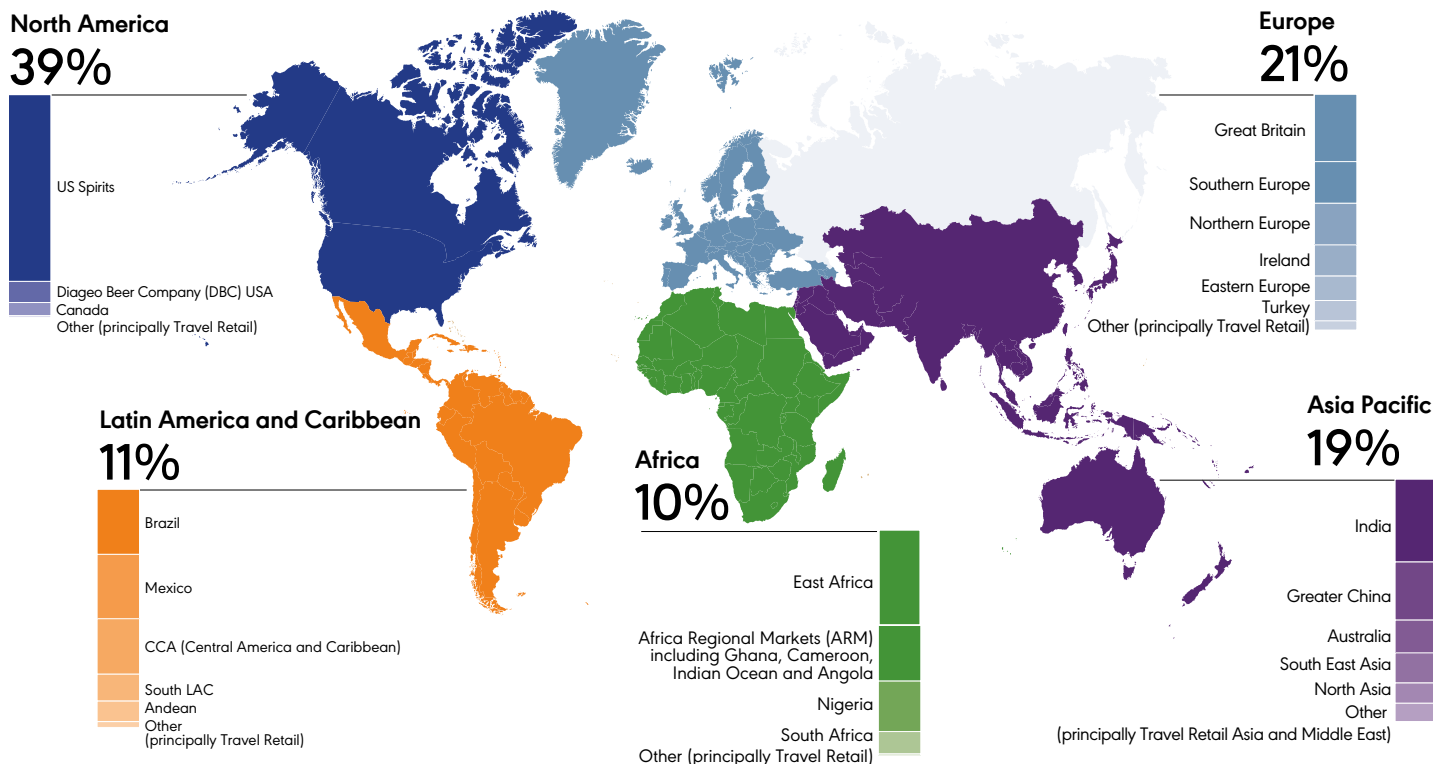 North America
39%
US Spirits
Diageo Beer Company (DBC) USA
Canada
Other (principally Travel Retail)
Europe
21%
Great Britain
Southern Europe
Northern Europe
Ireland
Eastern Europe
Turkey
Other (principally Travel Retail)
Latin America and Caribbean
11%
Brazil
Mexico
CCA (Central America and Caribbean)
South LAC
Andean
Other
(principally Travel Retail)
Africa
10%
East Africa
Africa Regional Markets (ARM)
including Ghana, Cameroon,
Indian Ocean and Angola
Nigeria
South Africa
Other (principally Travel Retail)
Asia Pacific
19%
India
Greater China
Australia
South East Asia
North Asia
Other
(principally Travel Retail Asia and Middle East)